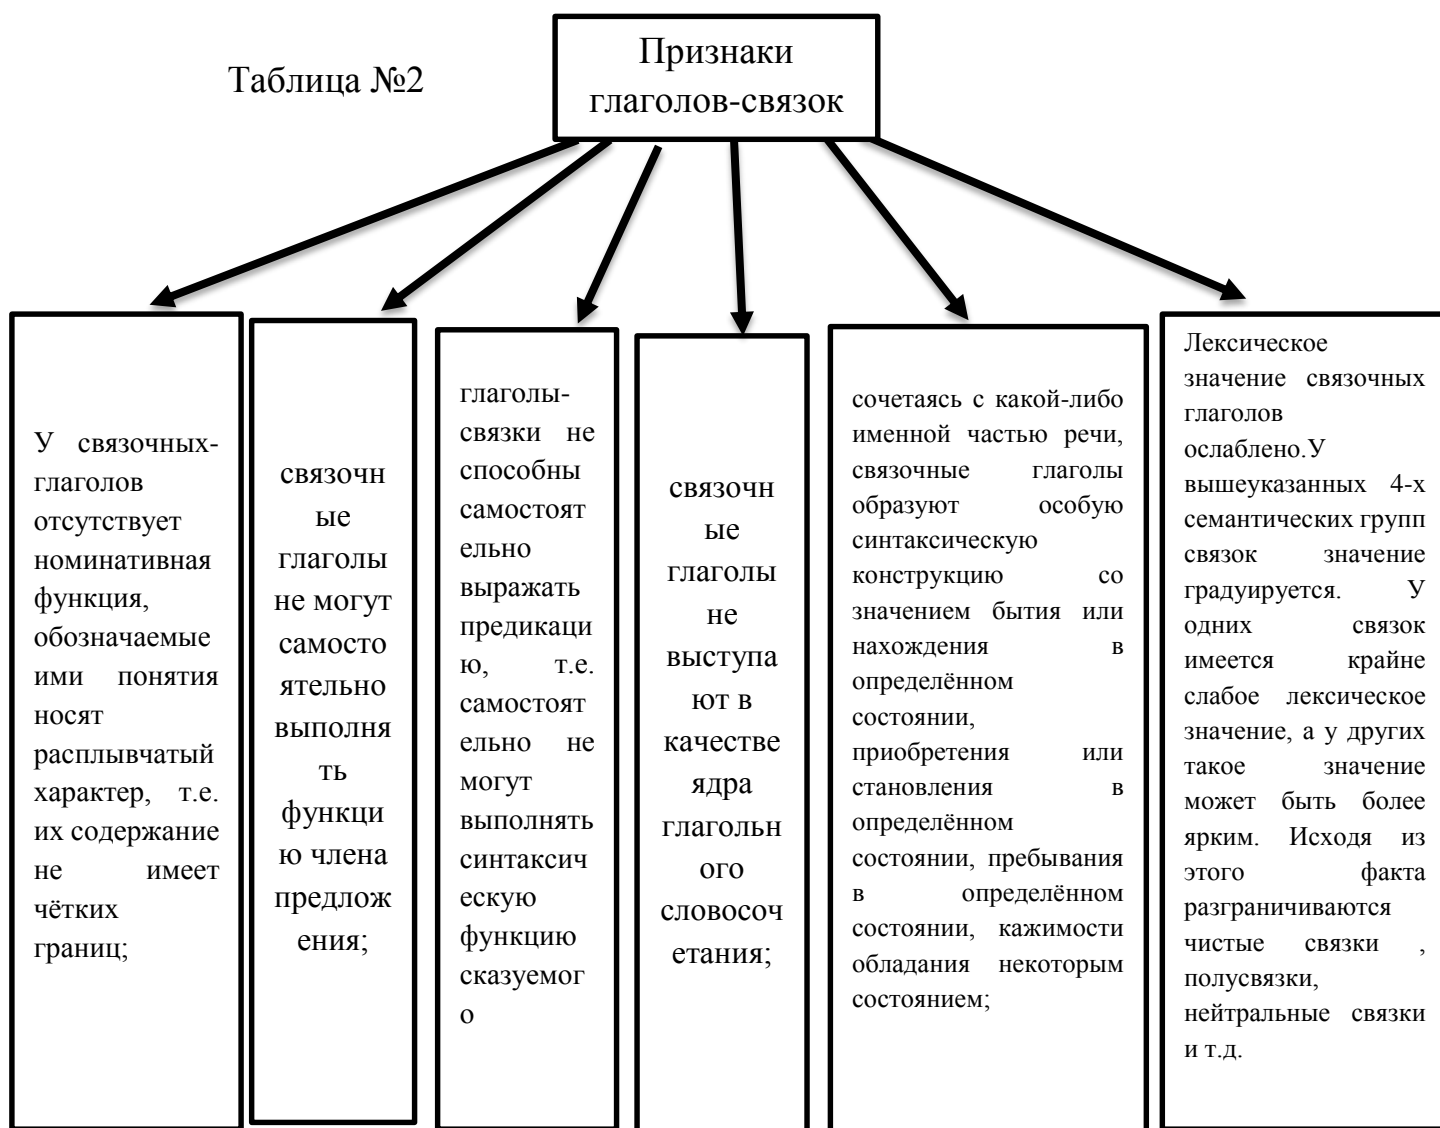 Таблица №2
Признаки
глаголов-связок
У связочных-
глаголов
отсутствует
номинативная
функция,
обозначаемые
ими понятия
носят
расплывчатый
характер, т.е.
их содержание
не имеет
чётких
границ;
связочн
ые
глаголы
не могут
самосто
ятельно
выполня
ть
функци
ю члена
предлож
ения;
глаголы-
связки не
способны
самостоят
ельно
выражать
предикаци
ю, т.е.
самостоят
ельно не
могут
выполнять
синтаксич
ескую
функцию
сказуемог
о
связочн
ые
глаголы
не
выступа
ют в
качестве
ядра
глагольн
ого
словосоч
етания;
сочетаясь с какой-либо
именной частью речи,
связочные глаголы
образуют особую
синтаксическую
конструкцию со
значением бытия или
нахождения в
определённом
состоянии,
приобретения или
становления в
определённом
состоянии, пребывания
в определённом
состоянии, кажимости
обладания некоторым
состоянием;
Лексическое
значение связочных
глаголов
ослаблено.У
вышеуказанных 4-х
семантических групп
связок значение
градуируется. У
одних связок
имеется крайне
слабое лексическое
значение, а у других
такое значение
может быть более
ярким. Исходя из
этого факта
разграничиваются
чистые связки ,
полусвязки,
нейтральные связки
и т.д.